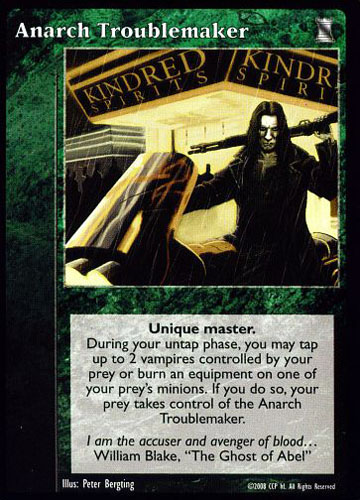 Anarch Troublemaker
KINDRED
SPIRITS
KINDR
SPIRI
Unique master.
During your untap phase, you may tap
up to 2 vampires controlled by your
prey or burn an equipment on one of
your prey's minions. If you do so, your
prey takes control of the Anarch
Troublemaker.
I am the accuser and avenger of blood...
William Blake, "The Ghost of Abel"
Illus: Peter Bergting
©2008 CCP hf. All Rights Reserved